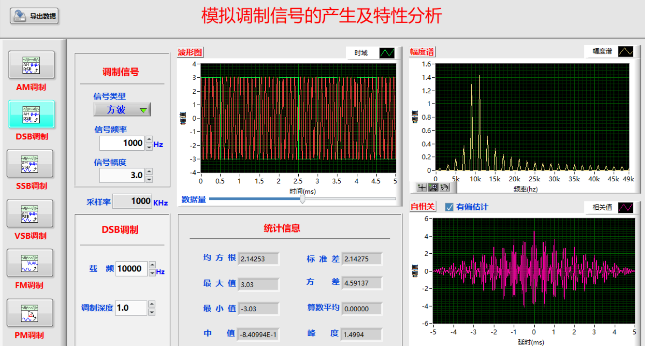 导出数据
模拟调制信号的产生及特性分析
AM调制
DSB调制
SSB调制
VSB调制
FM调制
PM调制
调制信号
信号类型
方波
信号频率
1000 Hz
信号幅度
3.0
采样率 1000 KHz
DSB调制
载 频 10000 Hz
调制深度 1.0
波形图
时域
幅值
4
3
2
1
0
-1
-2
-3
-4
0 0.5 1 1.5 2 2.5 3 3.5 4 4.5 5
时间(ms)
数据量
统计信息
均 方 根 2.14253
标 准 差 2.14275
最 大 值 3.03
方 差 4.59137
最 小 值 -3.03
算数平均 0.00000
中 值 -8.40994E-1
峰 度 1.4994
幅度谱
幅度谱
幅值
1.6
1.4
1.2
1
0.8
0.6
0.4
0.2
0
0 5k 10k 15k 20k 25k 30k 35k 40k 45k 49k
频率(hz)
自相关
有偏估计
相关值
幅值
6
4
2
0
-2
-4
-6
-5 -4 -3 -2 -1 0 1 2 3 4 5
延时(ms)